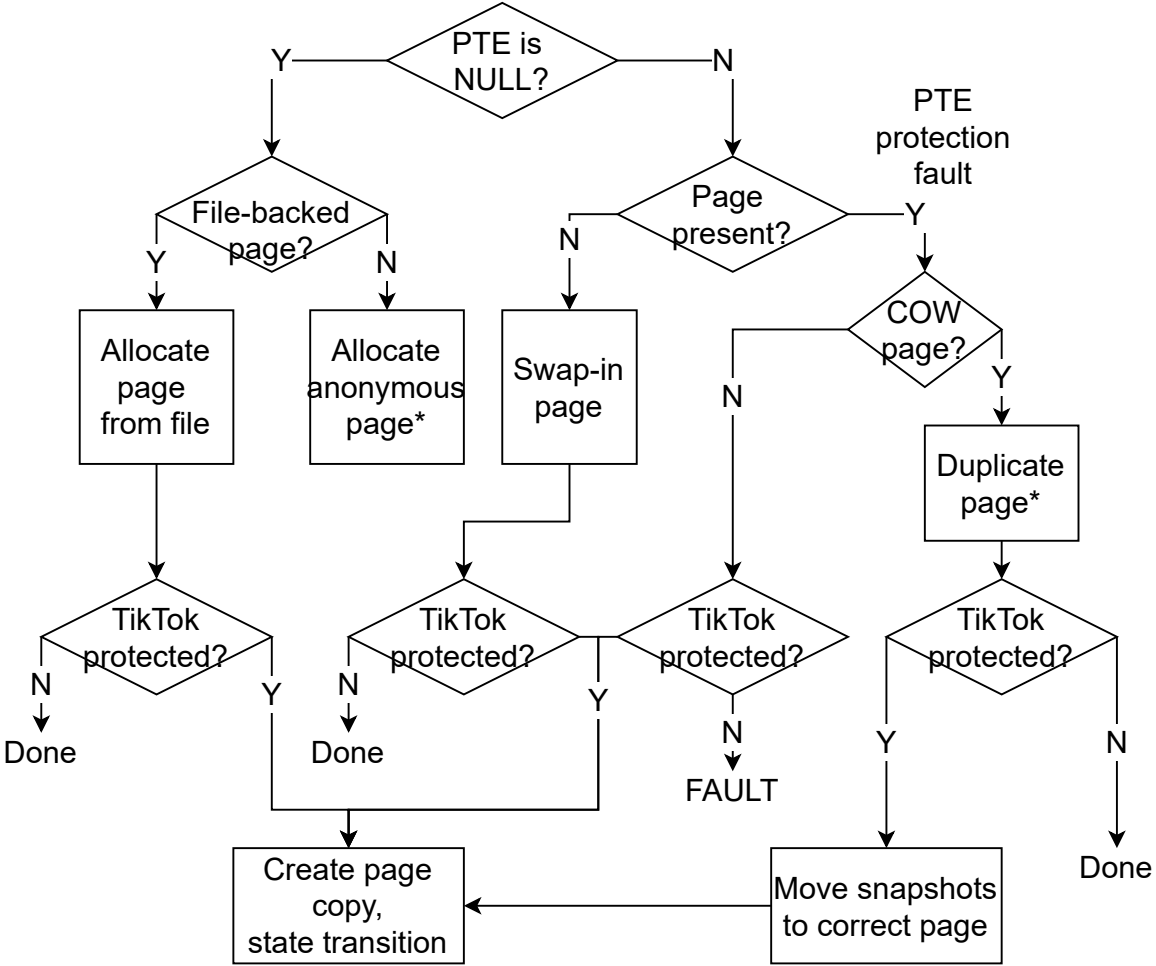 PTE is
NULL?
Y
N
PTE
protection
fault
File-backed
page?
Page
present?
Y
Y
N
N
COW
page?
Allocate
page
from file
Allocate
anonymous
page*
Swap-in
page
N
Y
Duplicate
page*
TikTok
protected?
TikTok
protected?
TikTok
protected?
TikTok
protected?
N
Y
N
Y
N
Y
N
Done
Done
FAULT
Done
Create page
copy,
state transition
Move snapshots
to correct page